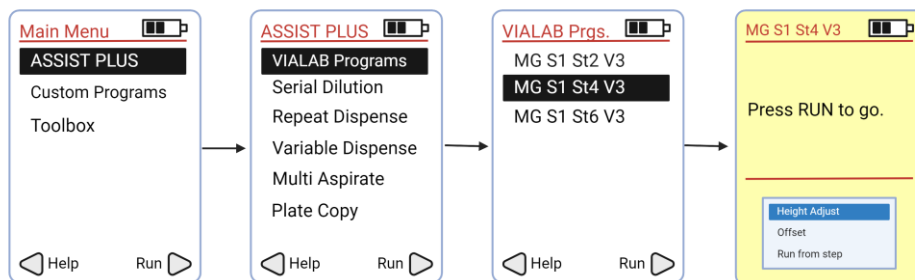 Main Menu
ASSIST PLUS
Custom Programs
Toolbox
Help
Run
ASSIST PLUS
VIALAB Programs
Serial Dilution
Repeat Dispense
Variable Dispense
Multi Aspirate
Plate Copy
Help
Run
VIALAB Prgs.
MG S1 St2 V3
MG S1 St4 V3
MG S1 St6 V3
Help
Run
MG S1 St4 V3
Press RUN to go.
Height Adjust
Offset
Run from step